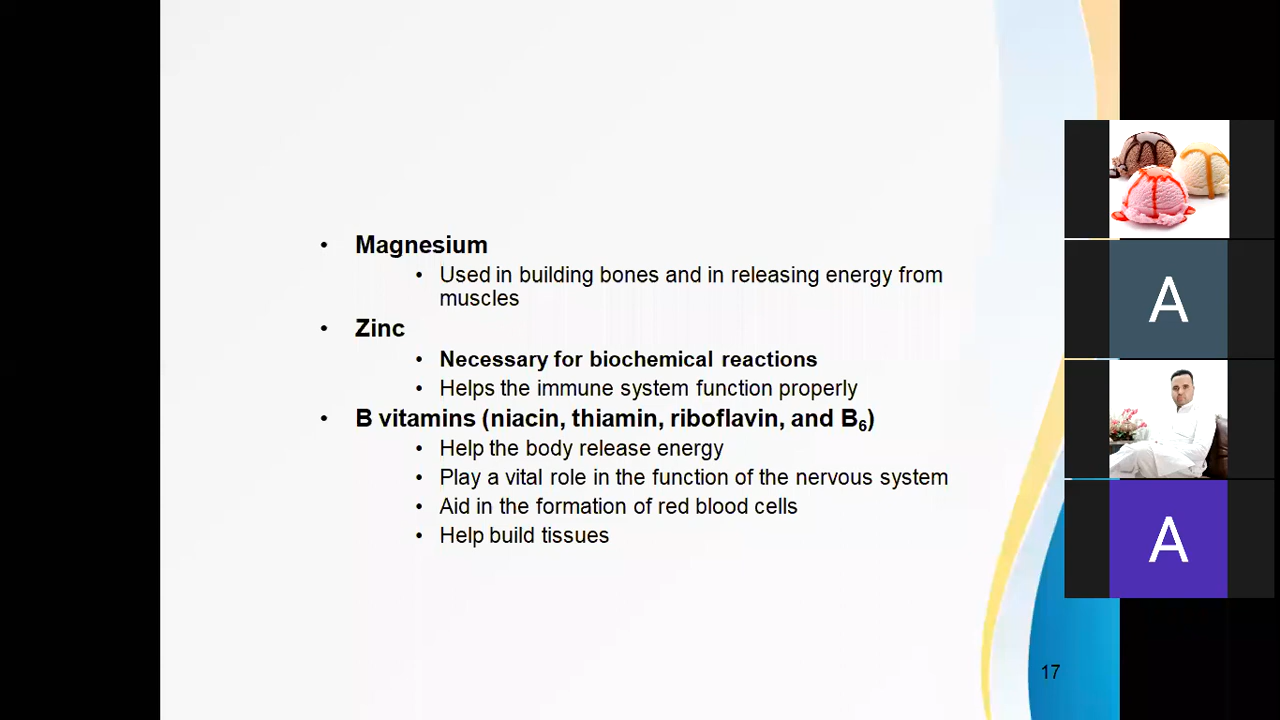 • Magnesium
• Used in building bones and in releasing energy from
muscles
• Zinc
• Necessary for biochemical reactions
• Helps the immune system function properly
• B vitamins (niacin, thiamin, riboflavin, and B₆)
• Help the body release energy
• Play a vital role in the function of the nervous system
• Aid in the formation of red blood cells
• Help build tissues
17
A
A